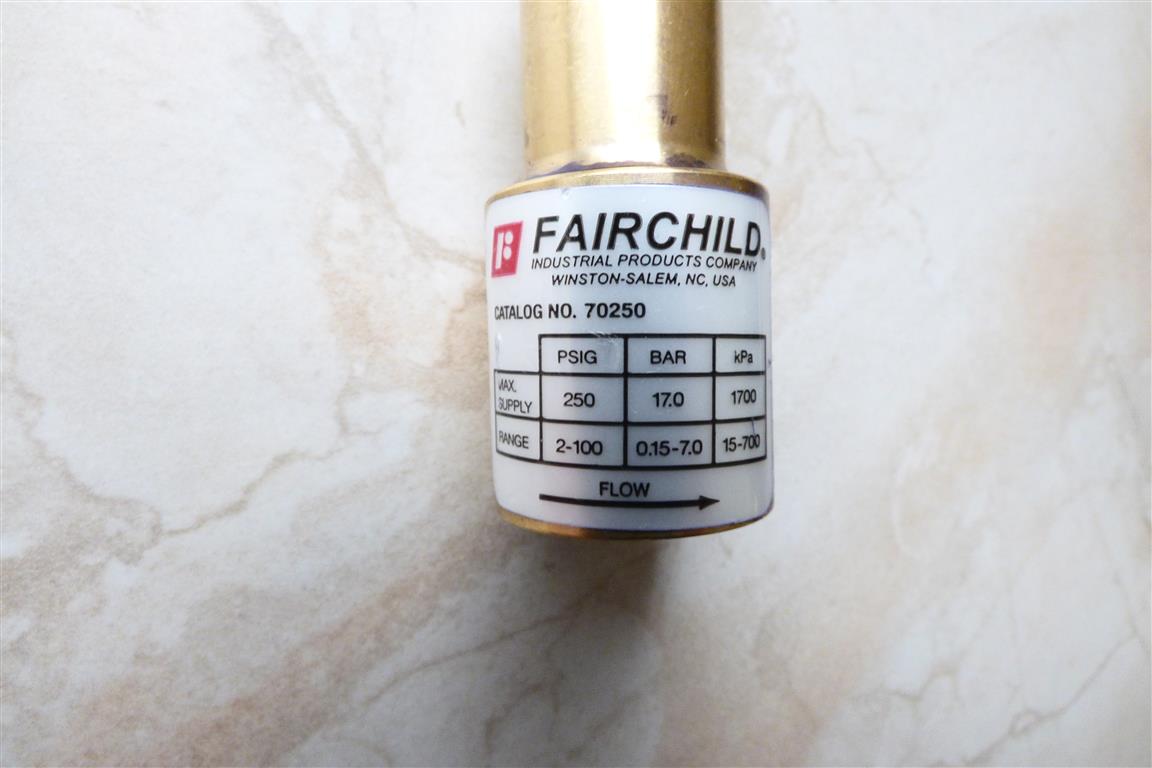 FAIRCHILD®
INDUSTRIAL PRODUCTS COMPANY
WINSTON-SALEM, NC, USA
CATALOG NO. 70250
PSIG BAR kPa
MAX. SUPPLY 250 17.0 1700
RANGE 2-100 0.15-7.0 15-700
FLOW